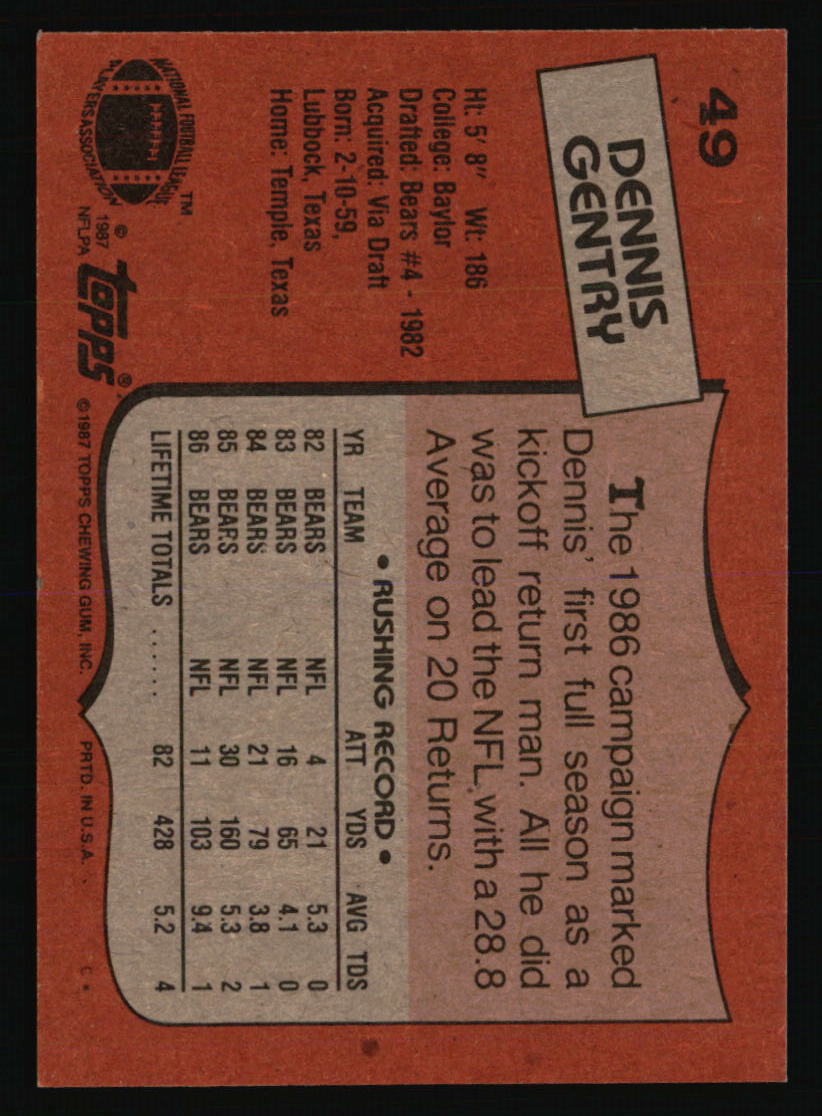 49
DENNIS
GENTRY
Ht: 5' 8" Wt: 186
College: Baylor
Drafted: Bears #4 - 1982
Acquired: Via Draft
Born: 2-10-59,
Lubbock, Texas
Home: Temple, Texas
NATIONAL FOOTBALL LEAGUE
PLAYERS ASSOCIATION
TM
© 1987
NFLPA
topps®
The 1986 campaign marked
Dennis' first full season as a
kickoff return man. All he did
was to lead the NFL with a 28.8
Average on 20 Returns.
• RUSHING RECORD •
YR TEAM ATT YDS AVG TDS
82 BEARS NFL 4 21 5.3 0
83 BEARS NFL 16 65 4.1 0
84 BEARS NFL 21 79 3.8 1
85 BEARS NFL 30 160 5.3 2
86 BEARS NFL 11 103 9.4 1
LIFETIME TOTALS ...... 82 428 5.2 4
© 1987 TOPPS CHEWING GUM, INC. PRTD. IN U.S.A. C*